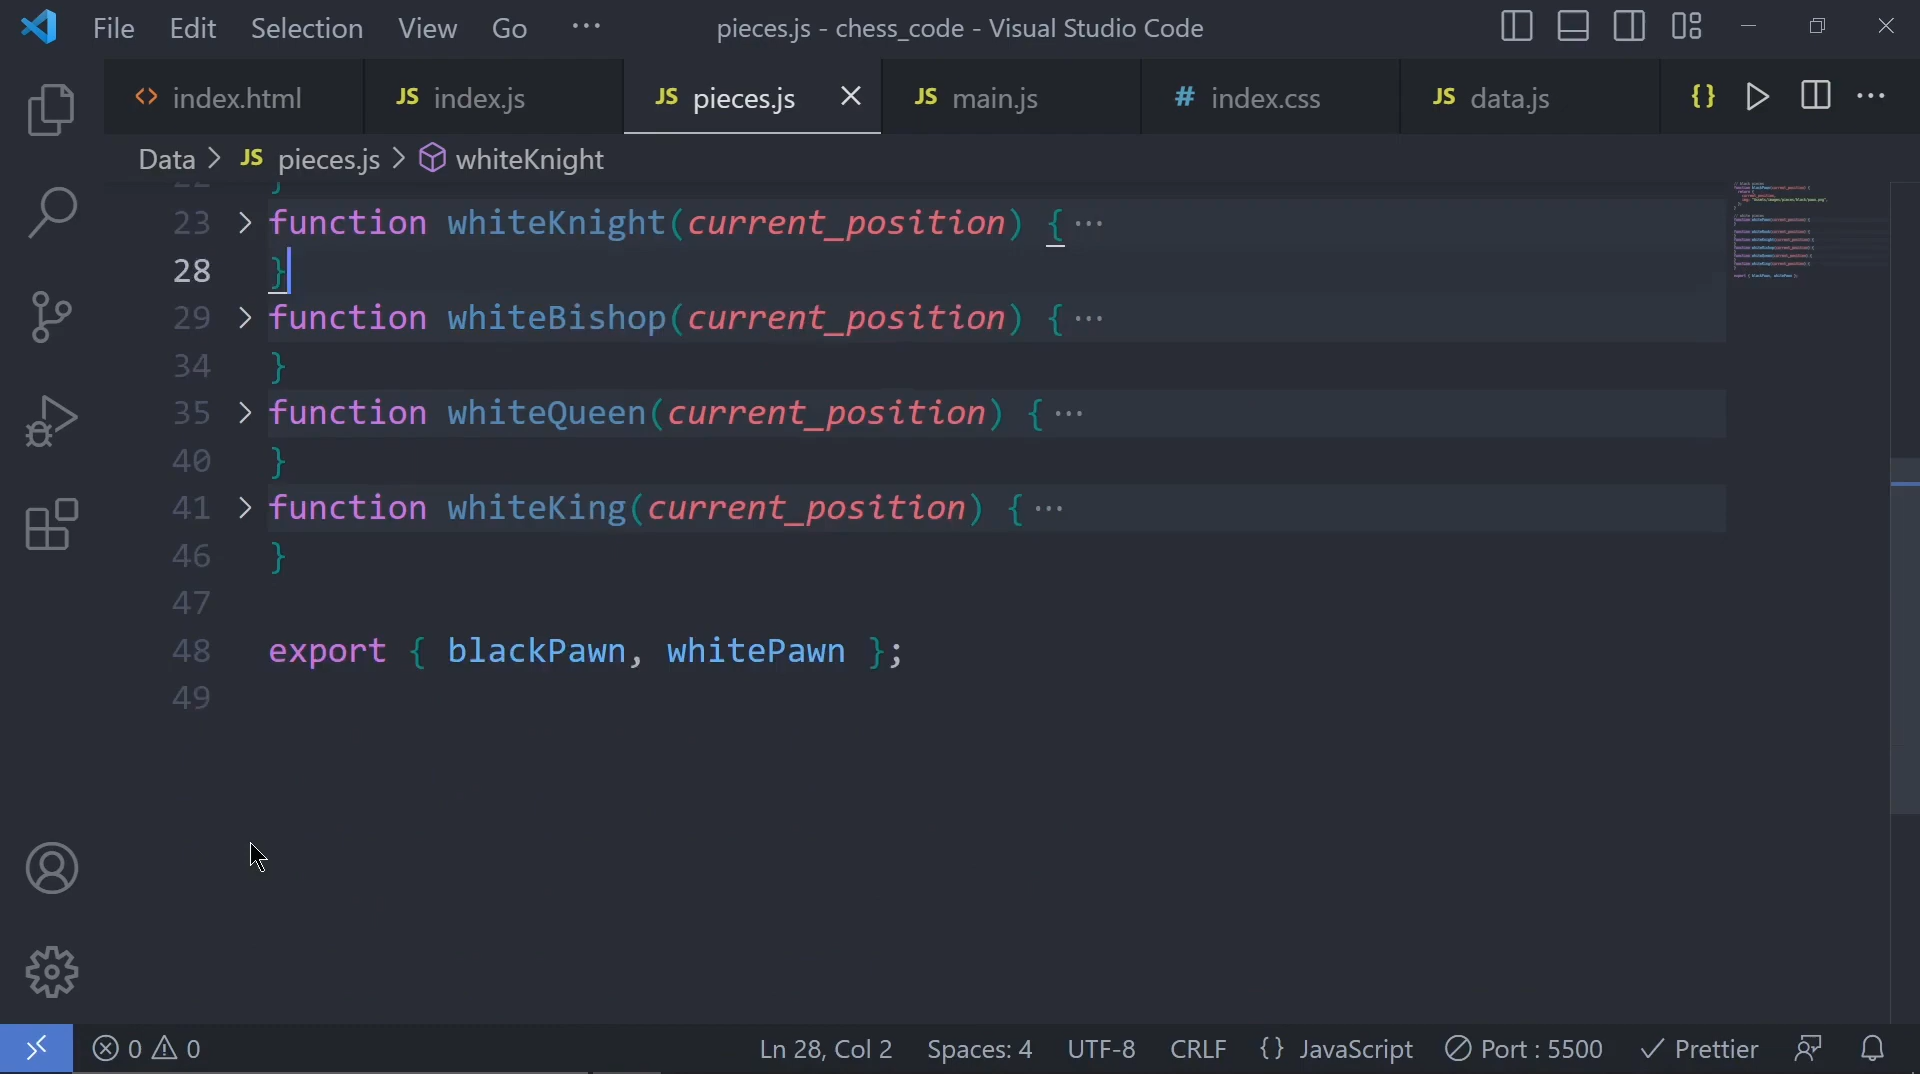 File Edit Selection View Go ··· pieces.js - chess_code - Visual Studio Code
<> index.html JS index.js JS pieces.js JS main.js # index.css JS data.js {} ···
Data > JS pieces.js > whiteKnight
22 }
23 > function whiteKnight(current_position) {···
28 }
29 > function whiteBishop(current_position) {···
34 }
35 > function whiteQueen(current_position) {···
40 }
41 > function whiteKing(current_position) {···
46 }
47
48 export { blackPawn, whitePawn };
49
0 0 Ln 28, Col 2 Spaces: 4 UTF-8 CRLF {} JavaScript Port : 5500 Prettier